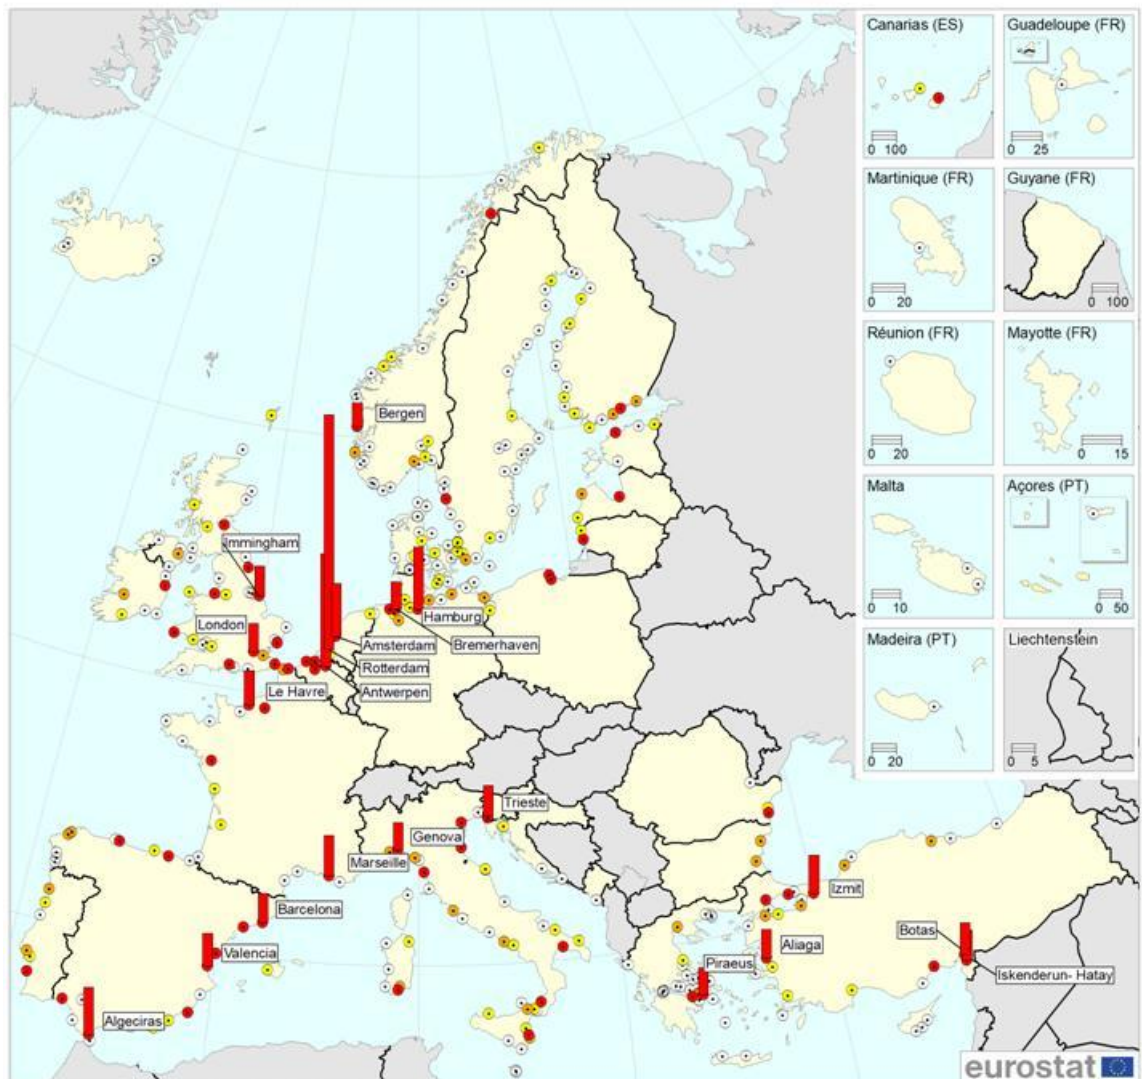 Canarias (ES)
0 100
Guadeloupe (FR)
0 25
Martinique (FR)
0 20
Guyane (FR)
0 100
Réunion (FR)
0 20
Mayotte (FR)
0 15
Malta
0 10
Açores (PT)
0 50
Madeira (PT)
0 20
Liechtenstein
0 5
Bergen
Immingham
London
Hamburg
Amsterdam
Bremerhaven
Rotterdam
Le Havre
Antwerpen
Trieste
Genova
Marseille
Izmit
Barcelona
Botas
Valencia
Aliaga
Piraeus
Iskenderun- Hatay
Algeciras
eurostat